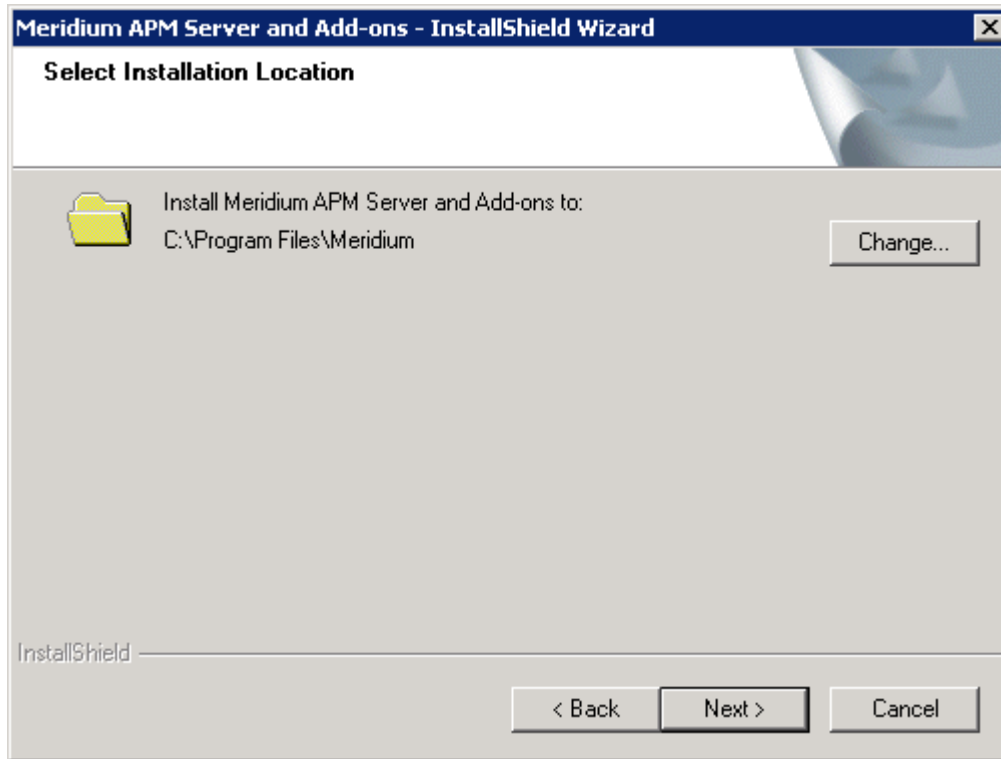 Meridium APM Server and Add-ons - InstallShield Wizard
Select Installation Location
Install Meridium APM Server and Add-ons to:
C:\Program Files\Meridium
Change...
InstallShield
< Back
Next >
Cancel